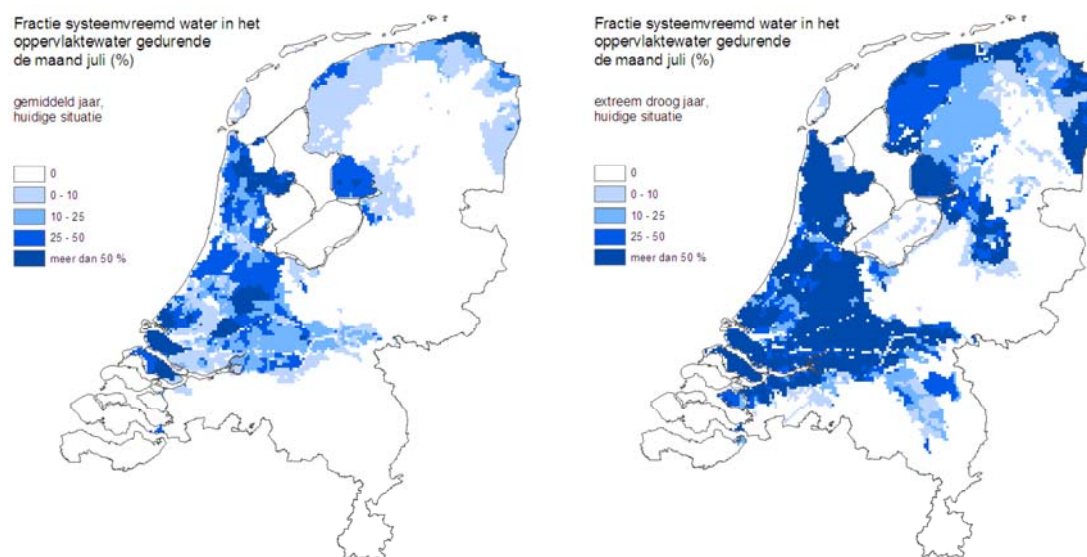 Fractie systeemvreemd water in het
oppervlaktewater gedurende
de maand juli (%)
gemiddeld jaar,
huidige situatie
0
0 - 10
10 - 25
25 - 50
meer dan 50 %
Fractie systeemvreemd water in het
oppervlaktewater gedurende
de maand juli (%)
extreem droog jaar,
huidige situatie
0
0 - 10
10 - 25
25 - 50
meer dan 50 %